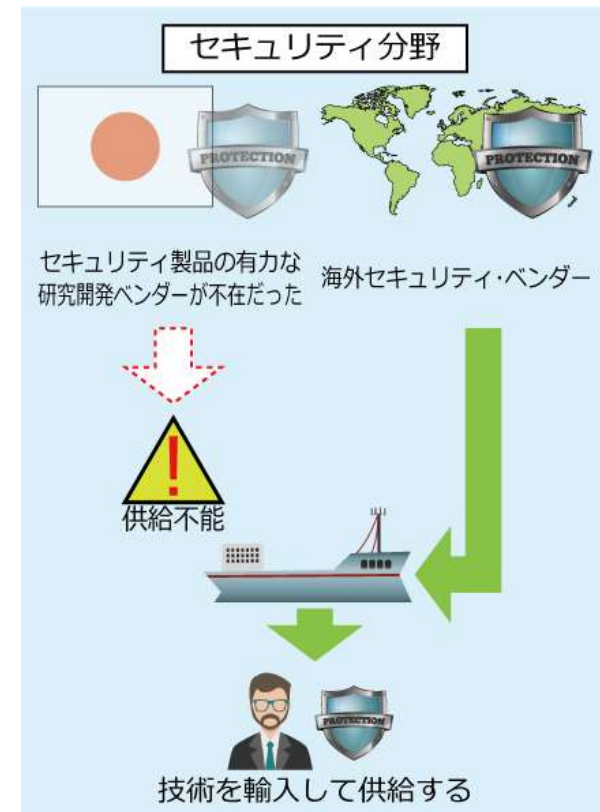 セキュリティ分野
PROTECTION
PROTECTION
セキュリティ製品の有力な
研究開発ベンダーが不在だった
海外セキュリティ・ベンダー
!
供給不能
PROTECTION
技術を輸入して供給する